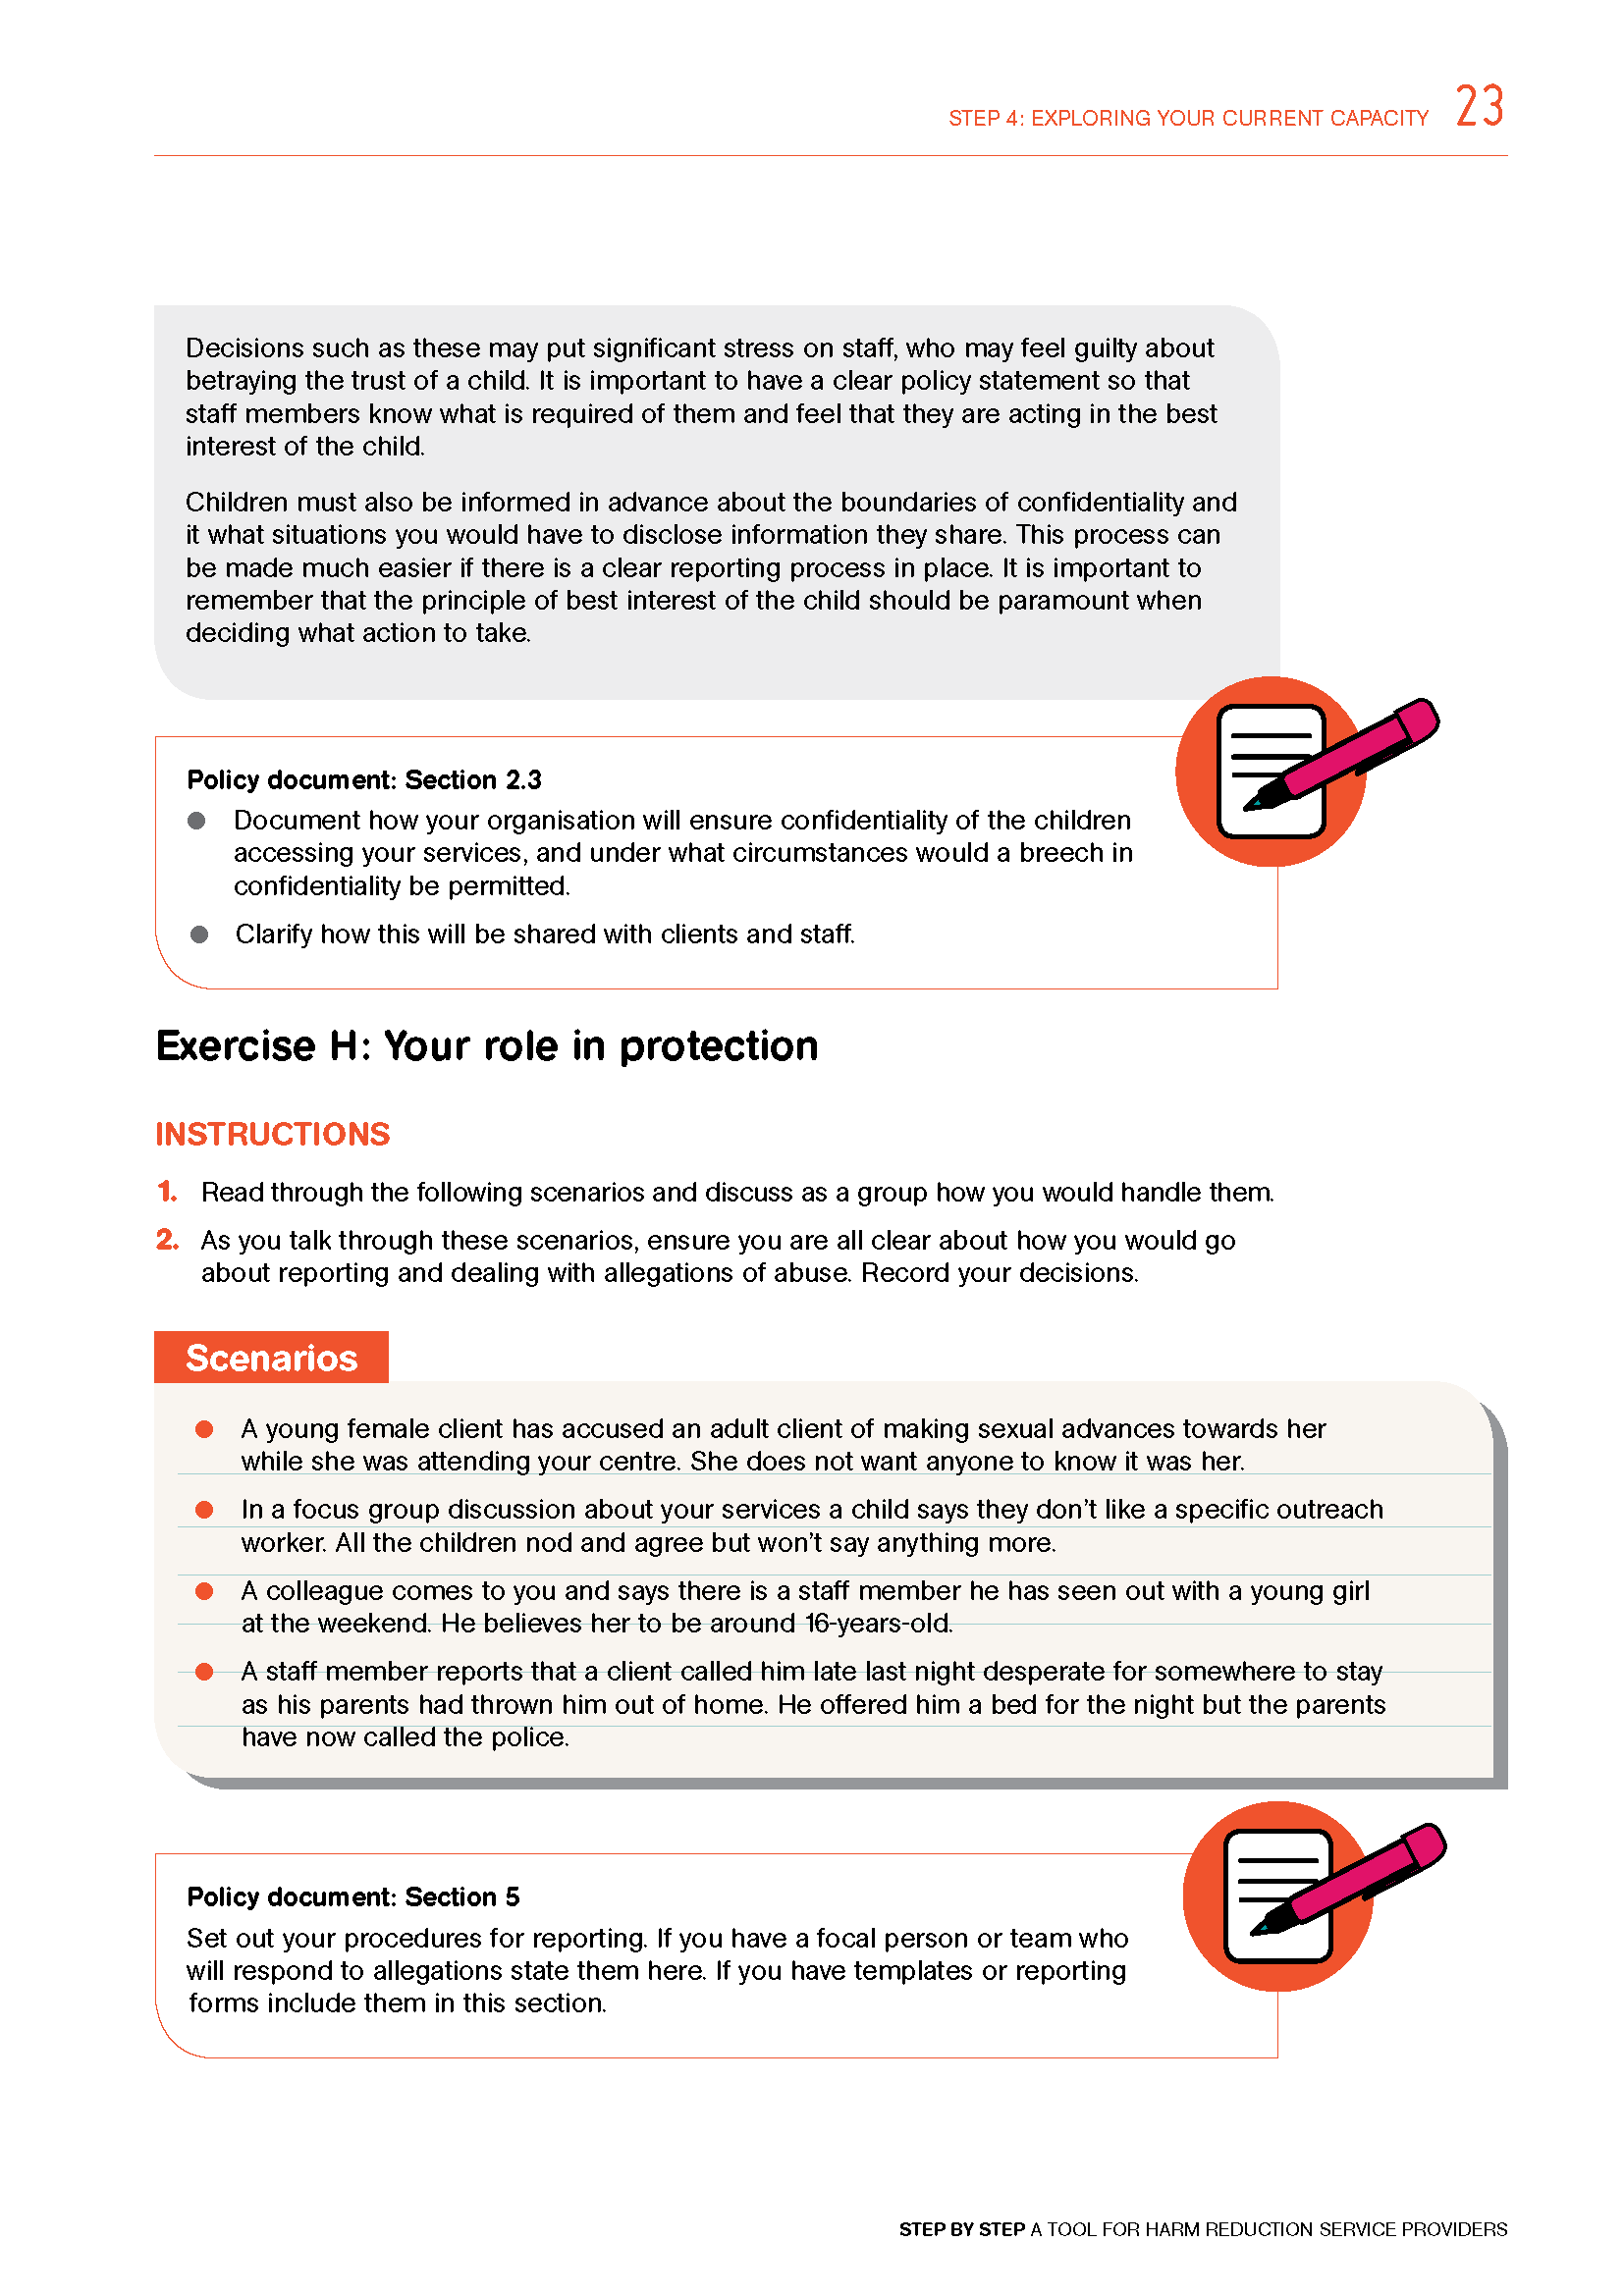 STEP 4: EXPLORING YOUR CURRENT CAPACITY 23
Decisions such as these may put significant stress on staff, who may feel guilty about
betraying the trust of a child. It is important to have a clear policy statement so that
staff members know what is required of them and feel that they are acting in the best
interest of the child.
Children must also be informed in advance about the boundaries of confidentiality and
it what situations you would have to disclose information they share. This process can
be made much easier if there is a clear reporting process in place. It is important to
remember that the principle of best interest of the child should be paramount when
deciding what action to take.
Policy document: Section 2.3
● Document how your organisation will ensure confidentiality of the children
accessing your services, and under what circumstances would a breech in
confidentiality be permitted.
● Clarify how this will be shared with clients and staff.
Exercise H: Your role in protection
INSTRUCTIONS
1. Read through the following scenarios and discuss as a group how you would handle them.
2. As you talk through these scenarios, ensure you are all clear about how you would go
about reporting and dealing with allegations of abuse. Record your decisions.
Scenarios
● A young female client has accused an adult client of making sexual advances towards her
while she was attending your centre. She does not want anyone to know it was her.
● In a focus group discussion about your services a child says they don’t like a specific outreach
worker. All the children nod and agree but won’t say anything more.
● A colleague comes to you and says there is a staff member he has seen out with a young girl
at the weekend. He believes her to be around 16-years-old.
● A staff member reports that a client called him late last night desperate for somewhere to stay
as his parents had thrown him out of home. He offered him a bed for the night but the parents
have now called the police.
Policy document: Section 5
Set out your procedures for reporting. If you have a focal person or team who
will respond to allegations state them here. If you have templates or reporting
forms include them in this section.
STEP BY STEP A TOOL FOR HARM REDUCTION SERVICE PROVIDERS